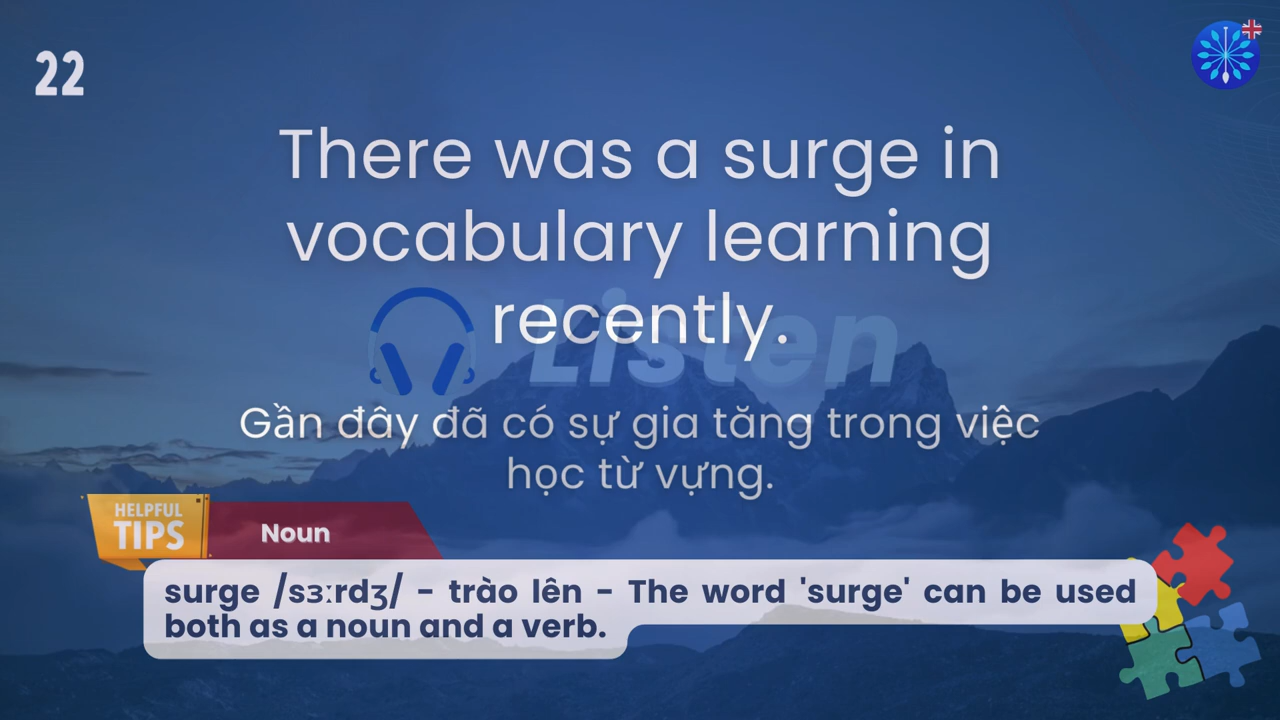 22
There was a surge in
vocabulary learning
recently.
Listen
Gần đây đã có sự gia tăng trong việc
học từ vựng.
HELPFUL
TIPS
Noun
surge /sɜːrdʒ/ - trào lên - The word 'surge' can be used
both as a noun and a verb.